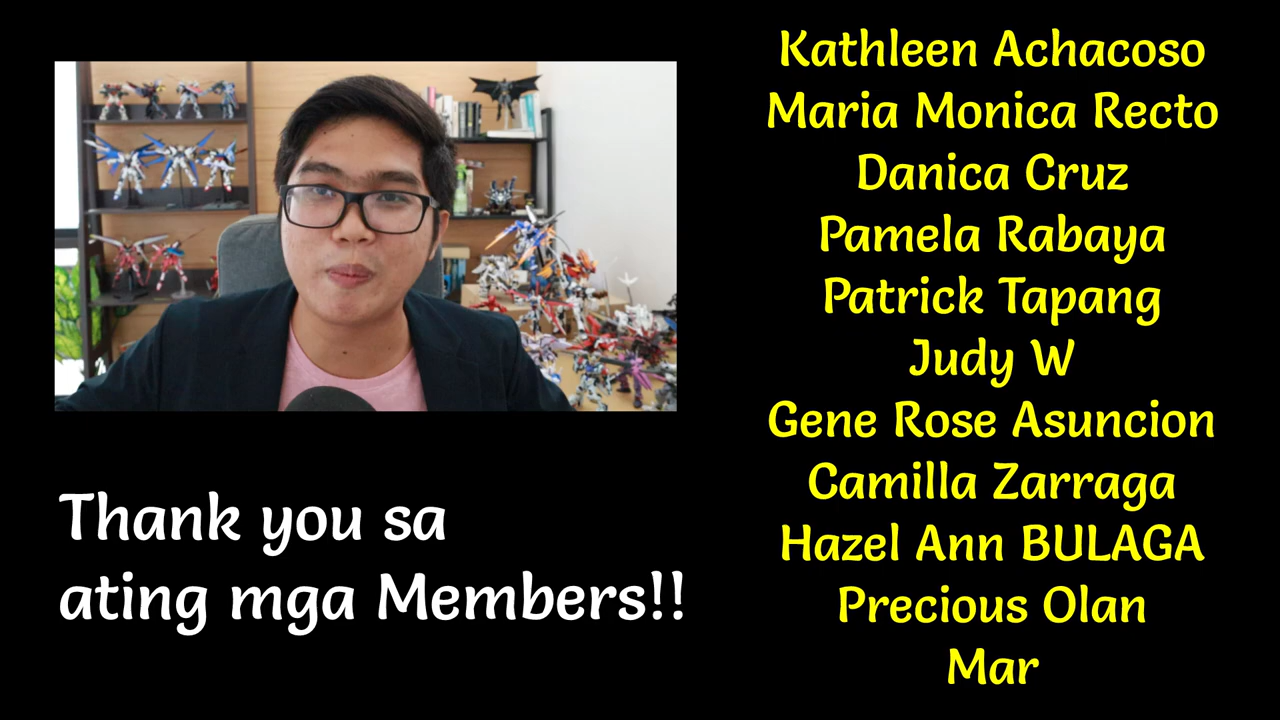 Thank you sa
ating mga Members!!
Kathleen Achacoso
Maria Monica Recto
Danica Cruz
Pamela Rabaya
Patrick Tapang
Judy W
Gene Rose Asuncion
Camilla Zarraga
Hazel Ann BULAGA
Precious Olan
Mar